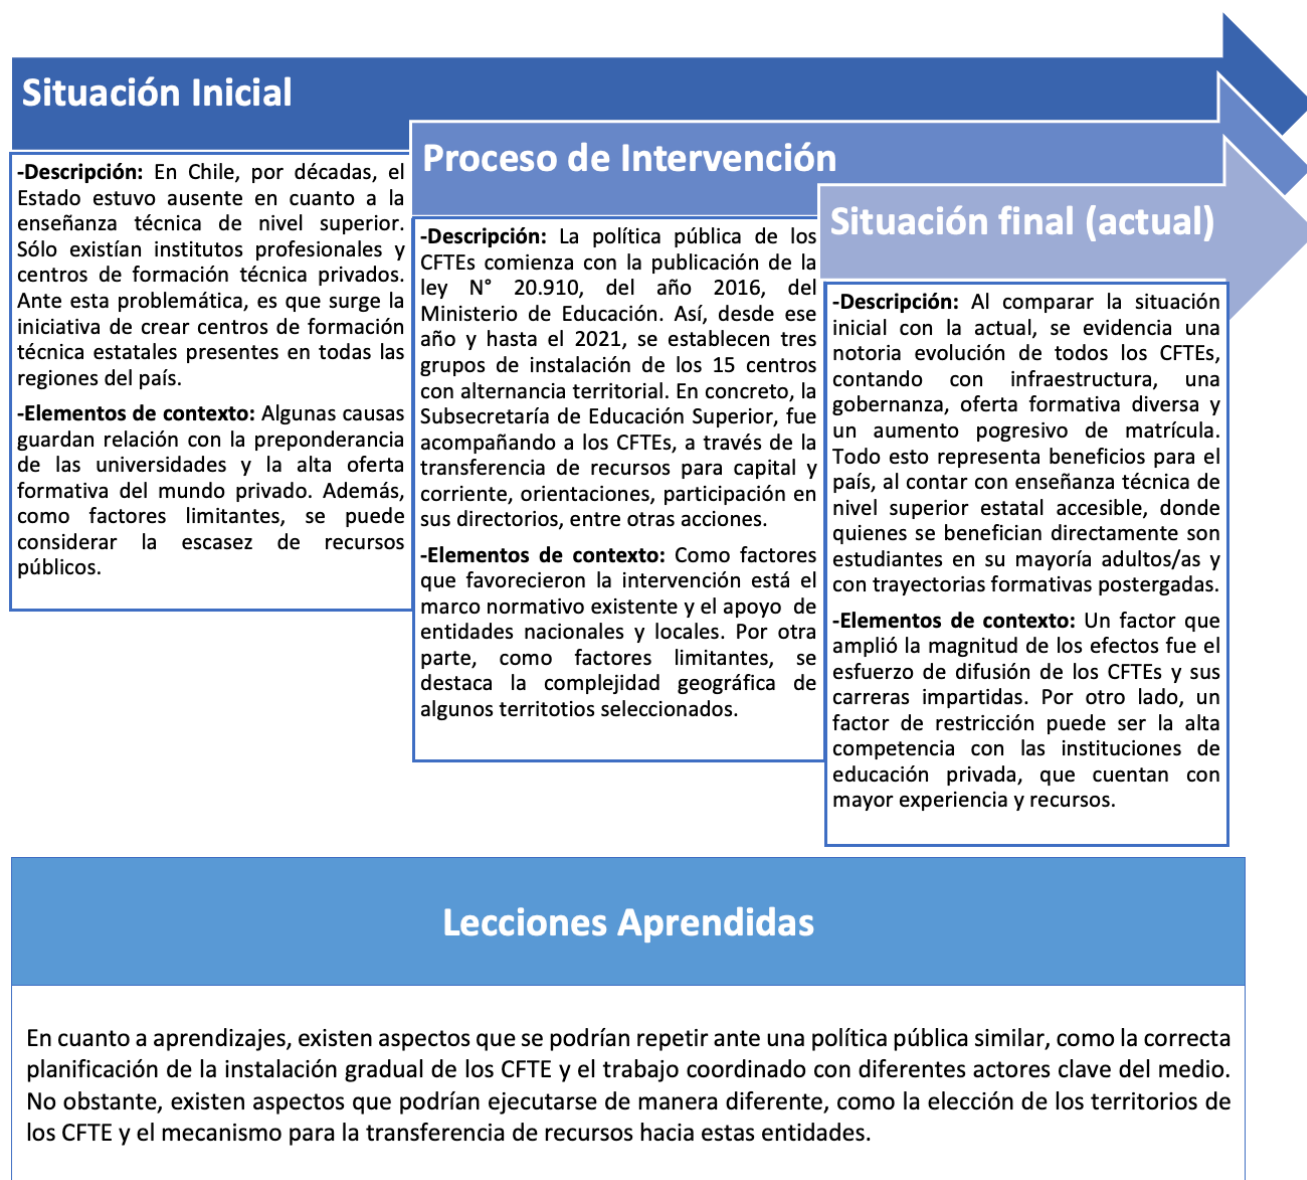 Situación Inicial
-Descripción: En Chile, por décadas, el
Estado estuvo ausente en cuanto a la
enseñanza técnica de nivel superior.
Sólo existían institutos profesionales y
centros de formación técnica privados.
Ante esta problemática, es que surge la
iniciativa de crear centros de formación
técnica estatales presentes en todas las
regiones del país.
-Elementos de contexto: Algunas causas
guardan relación con la preponderancia
de las universidades y la alta oferta
formativa del mundo privado. Además,
como factores limitantes, se puede
considerar la escasez de recursos
públicos.
Proceso de Intervención
-Descripción: La política pública de los
CFTEs comienza con la publicación de la
ley N° 20.910, del año 2016, del
Ministerio de Educación. Así, desde ese
año y hasta el 2021, se establecen tres
grupos de instalación de los 15 centros
con alternancia territorial. En concreto, la
Subsecretaría de Educación Superior, fue
acompañando a los CFTEs, a través de la
transferencia de recursos para capital y
corriente, orientaciones, participación en
sus directorios, entre otras acciones.
-Elementos de contexto: Como factores
que favorecieron la intervención está el
marco normativo existente y el apoyo de
entidades nacionales y locales. Por otra
parte, como factores limitantes, se
destaca la complejidad geográfica de
algunos territotios seleccionados.
Situación final (actual)
-Descripción: Al comparar la situación
inicial con la actual, se evidencia una
notoria evolución de todos los CFTEs,
contando con infraestructura, una
gobernanza, oferta formativa diversa y
un aumento pogresivo de matrícula.
Todo esto representa beneficios para el
país, al contar con enseñanza técnica de
nivel superior estatal accesible, donde
quienes se benefician directamente son
estudiantes en su mayoría adultos/as y
con trayectorias formativas postergadas.
-Elementos de contexto: Un factor que
amplió la magnitud de los efectos fue el
esfuerzo de difusión de los CFTEs y sus
carreras impartidas. Por otro lado, un
factor de restricción puede ser la alta
competencia con las instituciones de
educación privada, que cuentan con
mayor experiencia y recursos.
Lecciones Aprendidas
En cuanto a aprendizajes, existen aspectos que se podrían repetir ante una política pública similar, como la correcta
planificación de la instalación gradual de los CFTE y el trabajo coordinado con diferentes actores clave del medio.
No obstante, existen aspectos que podrían ejecutarse de manera diferente, como la elección de los territorios de
los CFTE y el mecanismo para la transferencia de recursos hacia estas entidades.